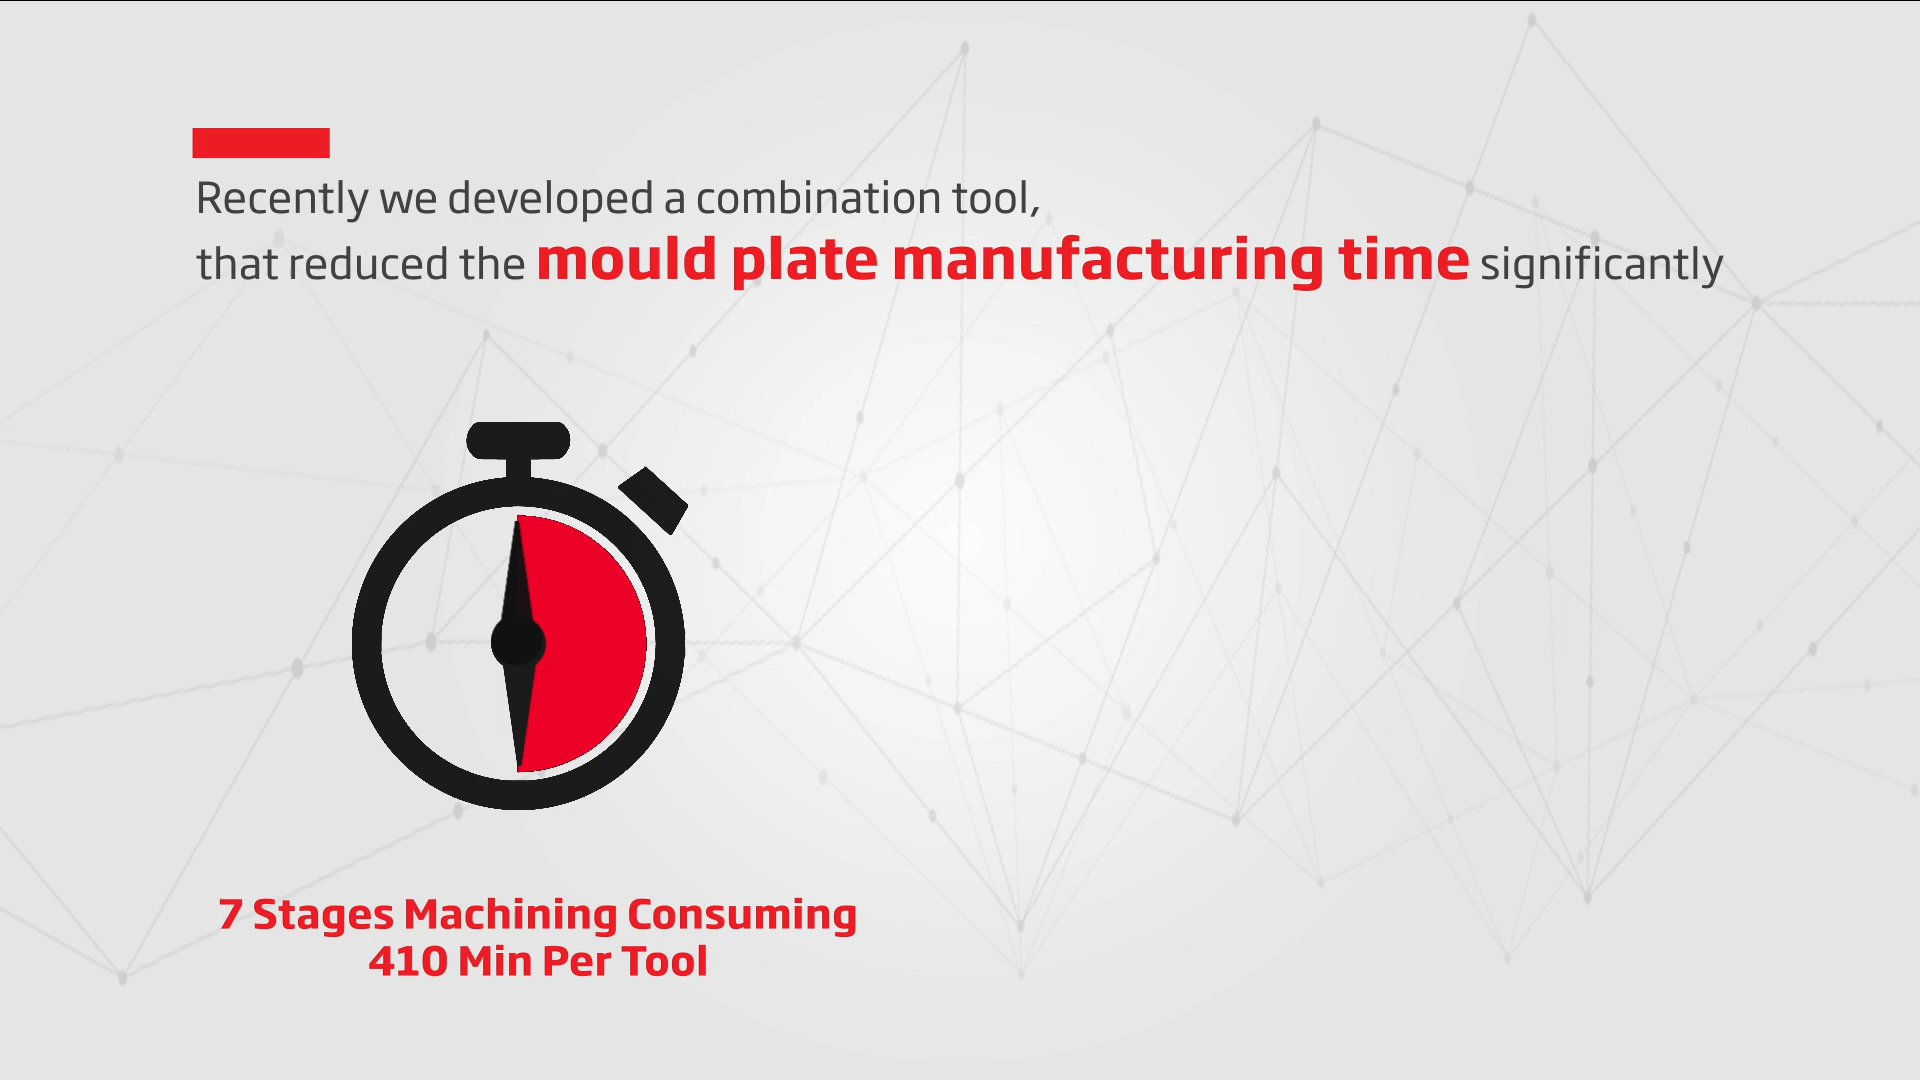 Recently we developed a combination tool,
that reduced the mould plate manufacturing time significantly
7 Stages Machining Consuming
410 Min Per Tool